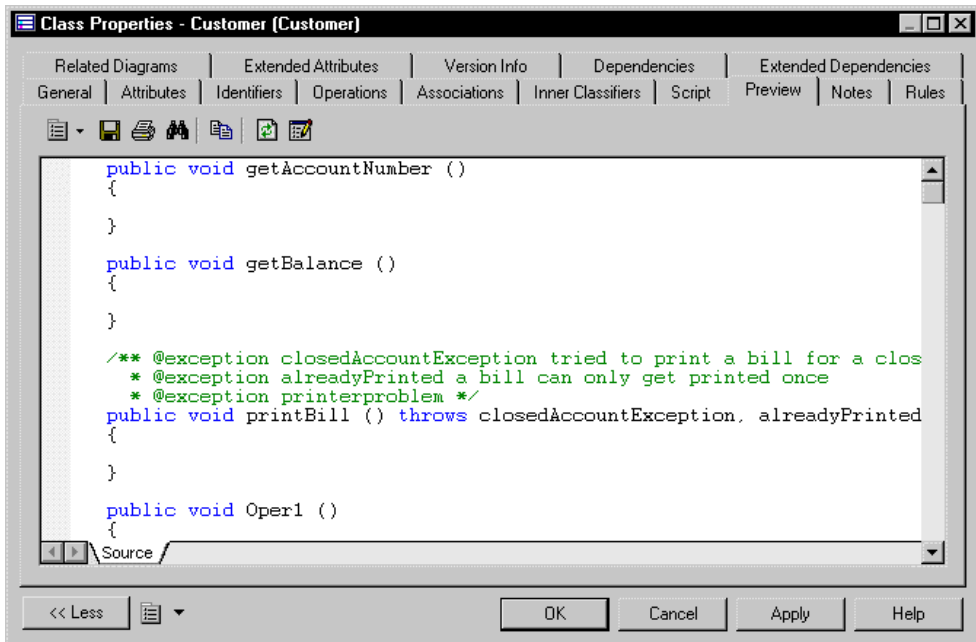 Class Properties - Customer (Customer)
Related Diagrams Extended Attributes Version Info Dependencies Extended Dependencies
General Attributes Identifiers Operations Associations Inner Classifiers Script Preview Notes Rules
public void getAccountNumber ()
{
}
public void getBalance ()
{
}
/** @exception closedAccountException tried to print a bill for a clos
* @exception alreadyPrinted a bill can only get printed once
* @exception printerproblem */
public void printBill () throws closedAccountException, alreadyPrinted
{
}
public void Oper1 ()
{
Source
<< Less OK Cancel Apply Help